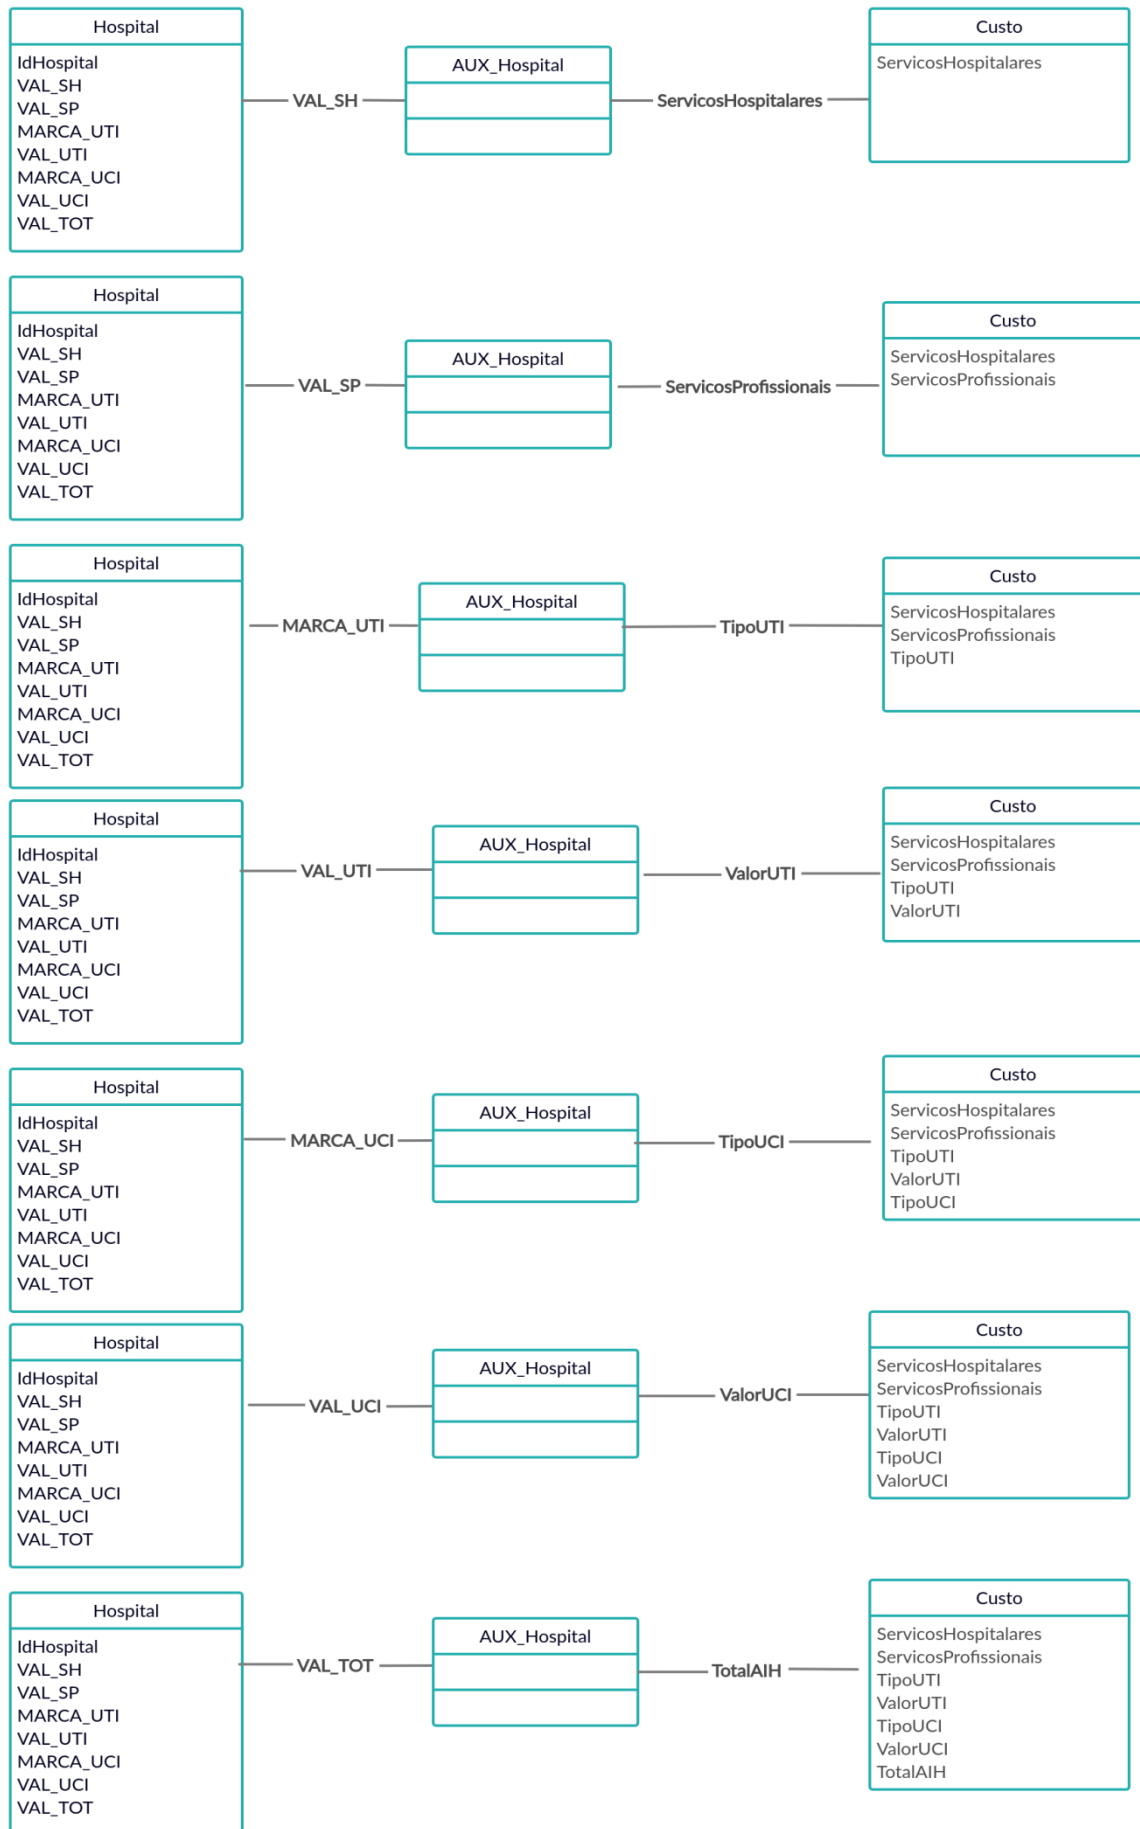 Hospital
IdHospital
VAL_SH
VAL_SP
MARCA_UTI
VAL_UTI
MARCA_UCI
VAL_UCI
VAL_TOT
VAL_SH
AUX_Hospital
ServicosHospitalares
Custo
ServicosHospitalares
Hospital
IdHospital
VAL_SH
VAL_SP
MARCA_UTI
VAL_UTI
MARCA_UCI
VAL_UCI
VAL_TOT
VAL_SP
AUX_Hospital
ServicosProfissionais
Custo
ServicosHospitalares
ServicosProfissionais
Hospital
IdHospital
VAL_SH
VAL_SP
MARCA_UTI
VAL_UTI
MARCA_UCI
VAL_UCI
VAL_TOT
MARCA_UTI
AUX_Hospital
TipoUTI
Custo
ServicosHospitalares
ServicosProfissionais
TipoUTI
Hospital
IdHospital
VAL_SH
VAL_SP
MARCA_UTI
VAL_UTI
MARCA_UCI
VAL_UCI
VAL_TOT
VAL_UTI
AUX_Hospital
ValorUTI
Custo
ServicosHospitalares
ServicosProfissionais
TipoUTI
ValorUTI
Hospital
IdHospital
VAL_SH
VAL_SP
MARCA_UTI
VAL_UTI
MARCA_UCI
VAL_UCI
VAL_TOT
MARCA_UCI
AUX_Hospital
TipoUCI
Custo
ServicosHospitalares
ServicosProfissionais
TipoUTI
ValorUTI
TipoUCI
Hospital
IdHospital
VAL_SH
VAL_SP
MARCA_UTI
VAL_UTI
MARCA_UCI
VAL_UCI
VAL_TOT
VAL_UCI
AUX_Hospital
ValorUCI
Custo
ServicosHospitalares
ServicosProfissionais
TipoUTI
ValorUTI
TipoUCI
ValorUCI
Hospital
IdHospital
VAL_SH
VAL_SP
MARCA_UTI
VAL_UTI
MARCA_UCI
VAL_UCI
VAL_TOT
VAL_TOT
AUX_Hospital
TotalAIH
Custo
ServicosHospitalares
ServicosProfissionais
TipoUTI
ValorUTI
TipoUCI
ValorUCI
TotalAIH